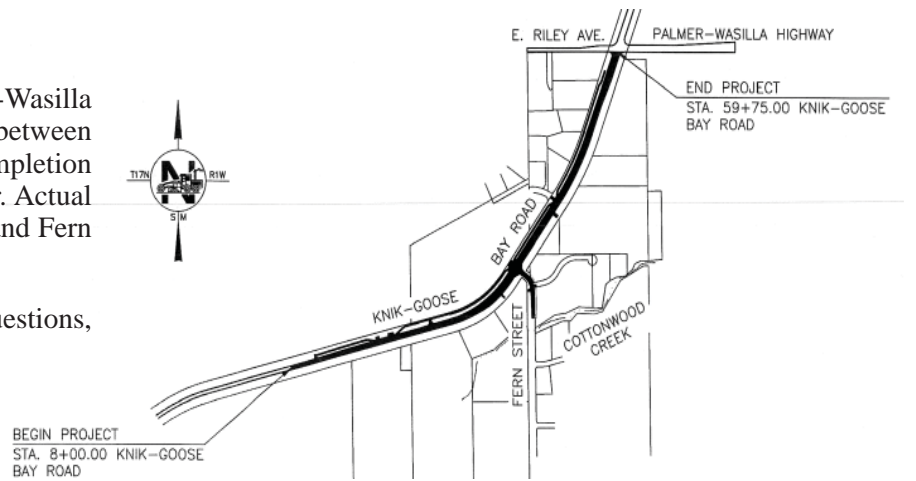 -Wasilla
between
mpletion
r. Actual
and Fern
uestions,
E. RILEY AVE.
PALMER-WASILLA HIGHWAY
END PROJECT
STA. 59+75.00 KNIK-GOOSE
BAY ROAD
T17N
N
R1W
S M
BAY ROAD
KNIK-GOOSE
FERN STREET
COTTONWOOD
CREEK
BEGIN PROJECT
STA. 8+00.00 KNIK-GOOSE
BAY ROAD